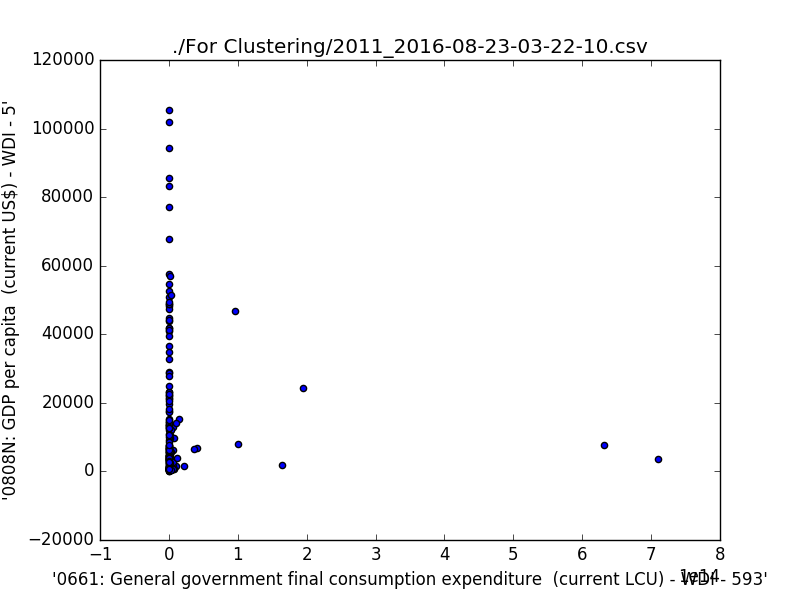 ./For Clustering/2011_2016-08-23-03-22-10.csv
120000
100000
80000
60000
40000
20000
0
−20000
'0808N: GDP per capita  (current US$) - WDI - 5'
−1 0 1 2 3 4 5 6 7 8
1e14
'0661: General government final consumption expenditure  (current LCU) - WDI - 593'